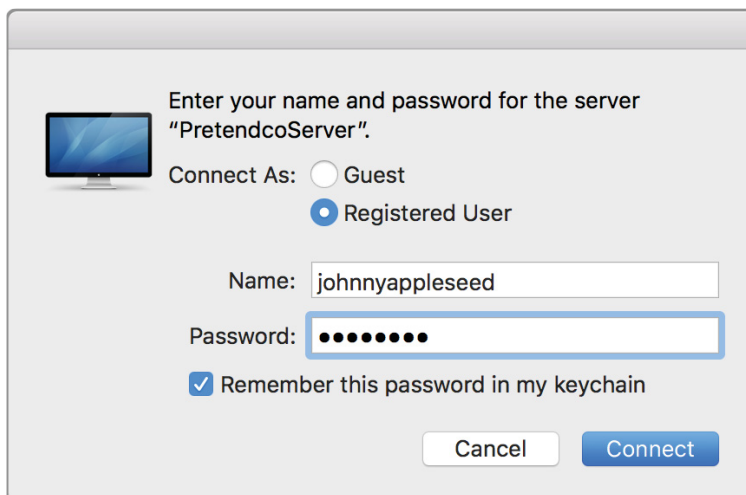 Enter your name and password for the server
“PretendcoServer”.
Connect As: Guest
Registered User
Name: johnnyappleseed
Password: ••••••••
Remember this password in my keychain
Cancel Connect